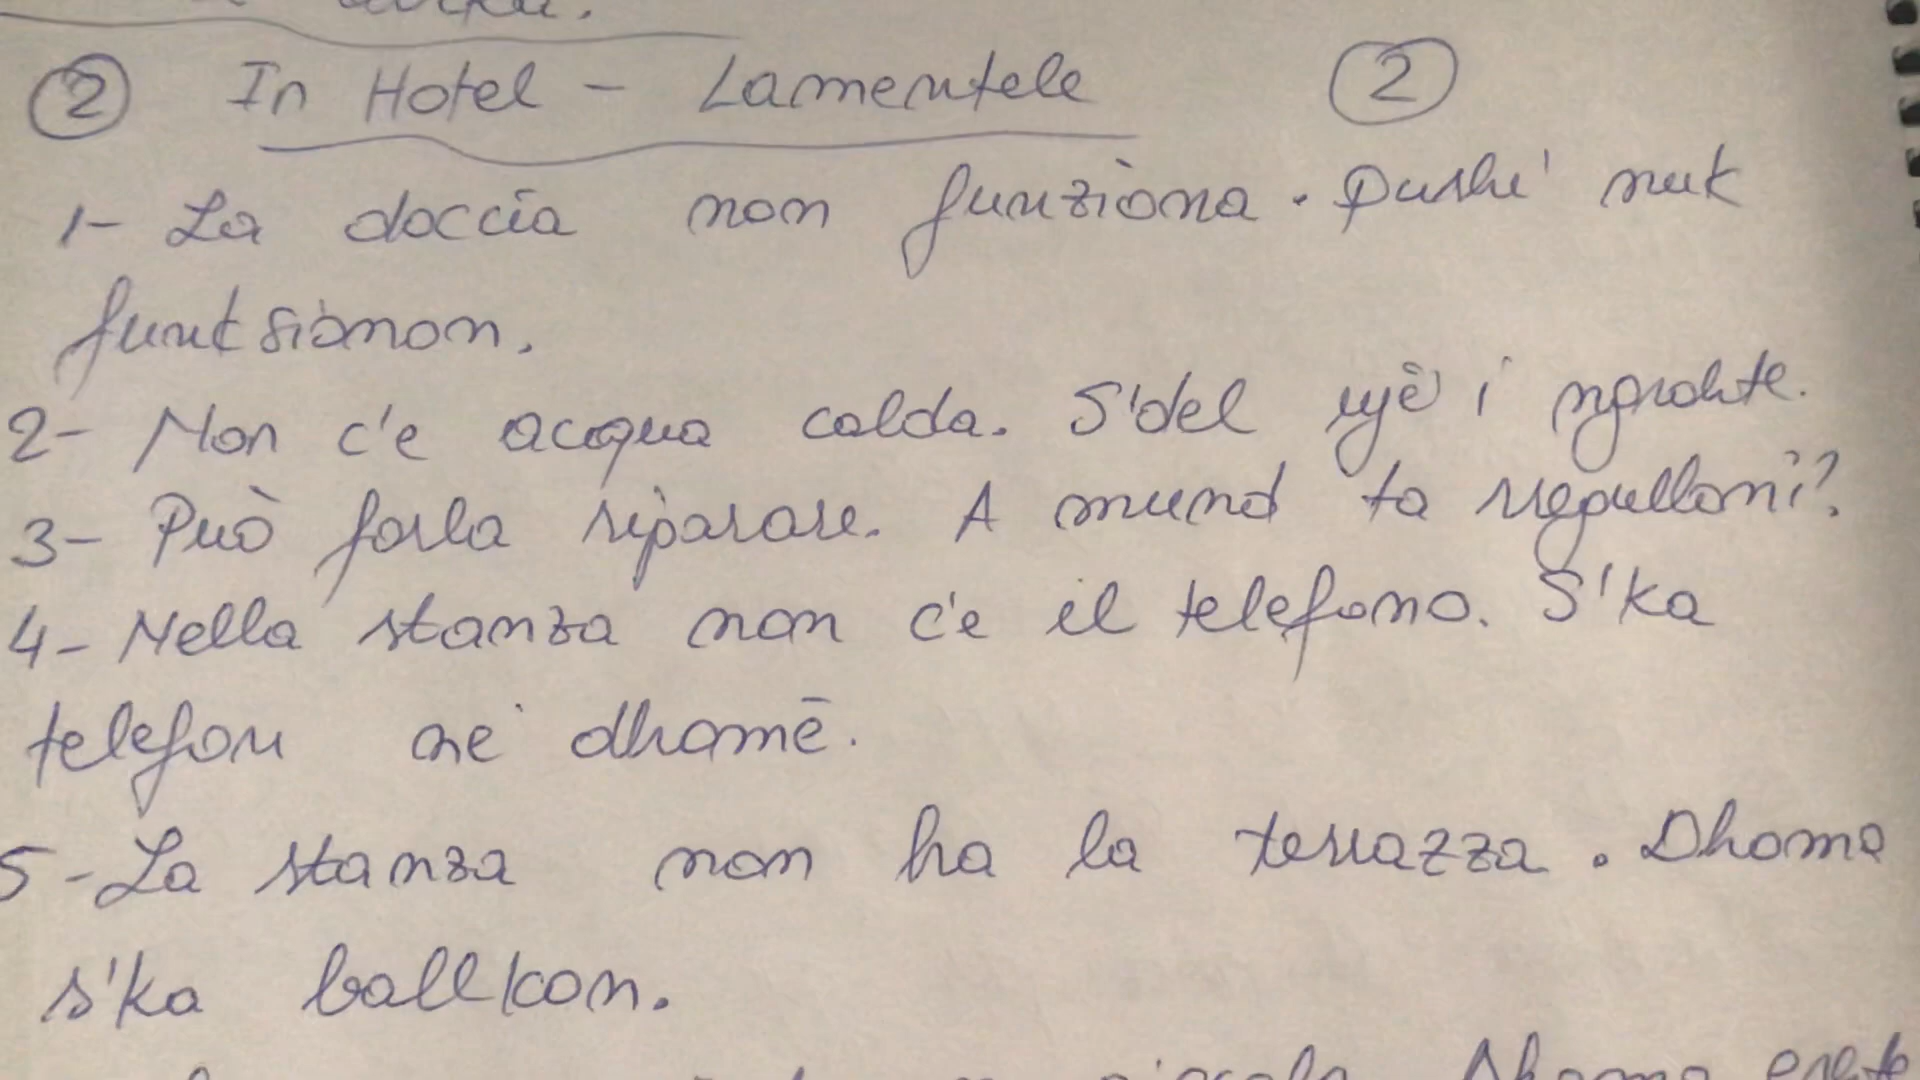 ② In Hotel - Lamentele ②
1- La doccia non funziona. Dushi nuk
funksionon.
2- Non c'e acqua calda. S'del ujë i ngrohte.
3- Può farla riparare. A mund ta rregulloni?
4- Nella stanza non c'e il telefono. S'ka
telefon në dhomë.
5- La stanza non ha la terrazza. Dhoma
s'ka ballkon.